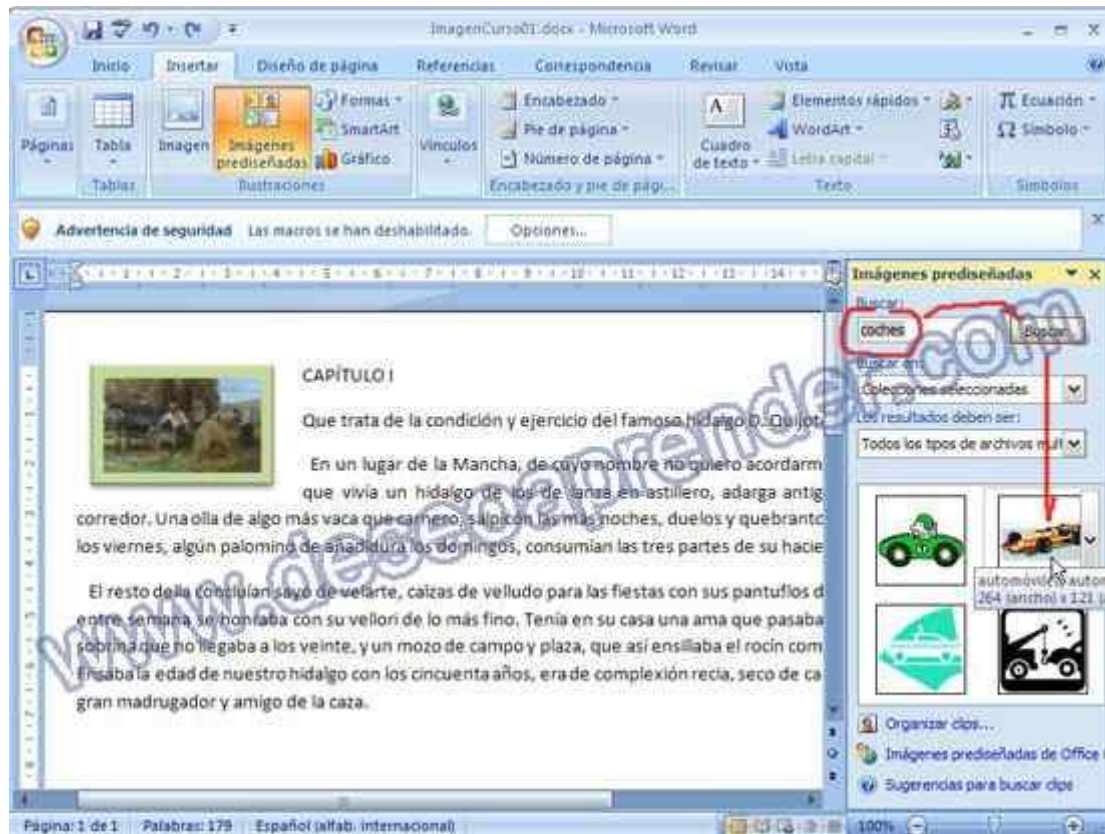 ImagenCurso01.docx - Microsoft Word
Inicio Insertar Diseño de página Referencias Correspondencia Revisar Vista
Páginas
Tabla
Imagen
Imágenes prediseñadas
Formas
SmartArt
Gráfico
Vínculos
Encabezado
Pie de página
Número de página
Cuadro de texto
Elementos rápidos
WordArt
Letra capital
Ecuación
Símbolo
Tablas Ilustraciones Encabezado y pie de pági... Texto Símbolos
Advertencia de seguridad Las macros se han deshabilitado. Opciones...
Imágenes prediseñadas
Buscar:
coches Buscar
Buscar en:
Colecciones seleccionadas
Los resultados deben ser:
Todos los tipos de archivos mult
automóviles, autom
264 (ancho) x 121 (a
Organizar clips...
Imágenes prediseñadas de Office
Sugerencias para buscar clips
CAPÍTULO I
Que trata de la condición y ejercicio del famoso hidalgo D. Quijot
En un lugar de la Mancha, de cuyo nombre no quiero acordarm
que vivía un hidalgo de los de lanza en astillero, adarga antig
corredor. Una olla de algo más vaca que carnero, salpicón las más noches, duelos y quebranto
los viernes, algún palomino de añadidura los domingos, consumían las tres partes de su hacie
El resto della concluían sayo de velarte, calzas de velludo para las fiestas con sus pantuflos d
entre semana se honraba con su vellori de lo más fino. Tenía en su casa una ama que pasaba
sobrina que no llegaba a los veinte, y un mozo de campo y plaza, que así ensillaba el rocín com
Frisaba la edad de nuestro hidalgo con los cincuenta años, era de complexión recia, seco de ca
gran madrugador y amigo de la caza.
www.deseoaprender.com
Página: 1 de 1 Palabras: 179 Español (alfab. internacional) 100%